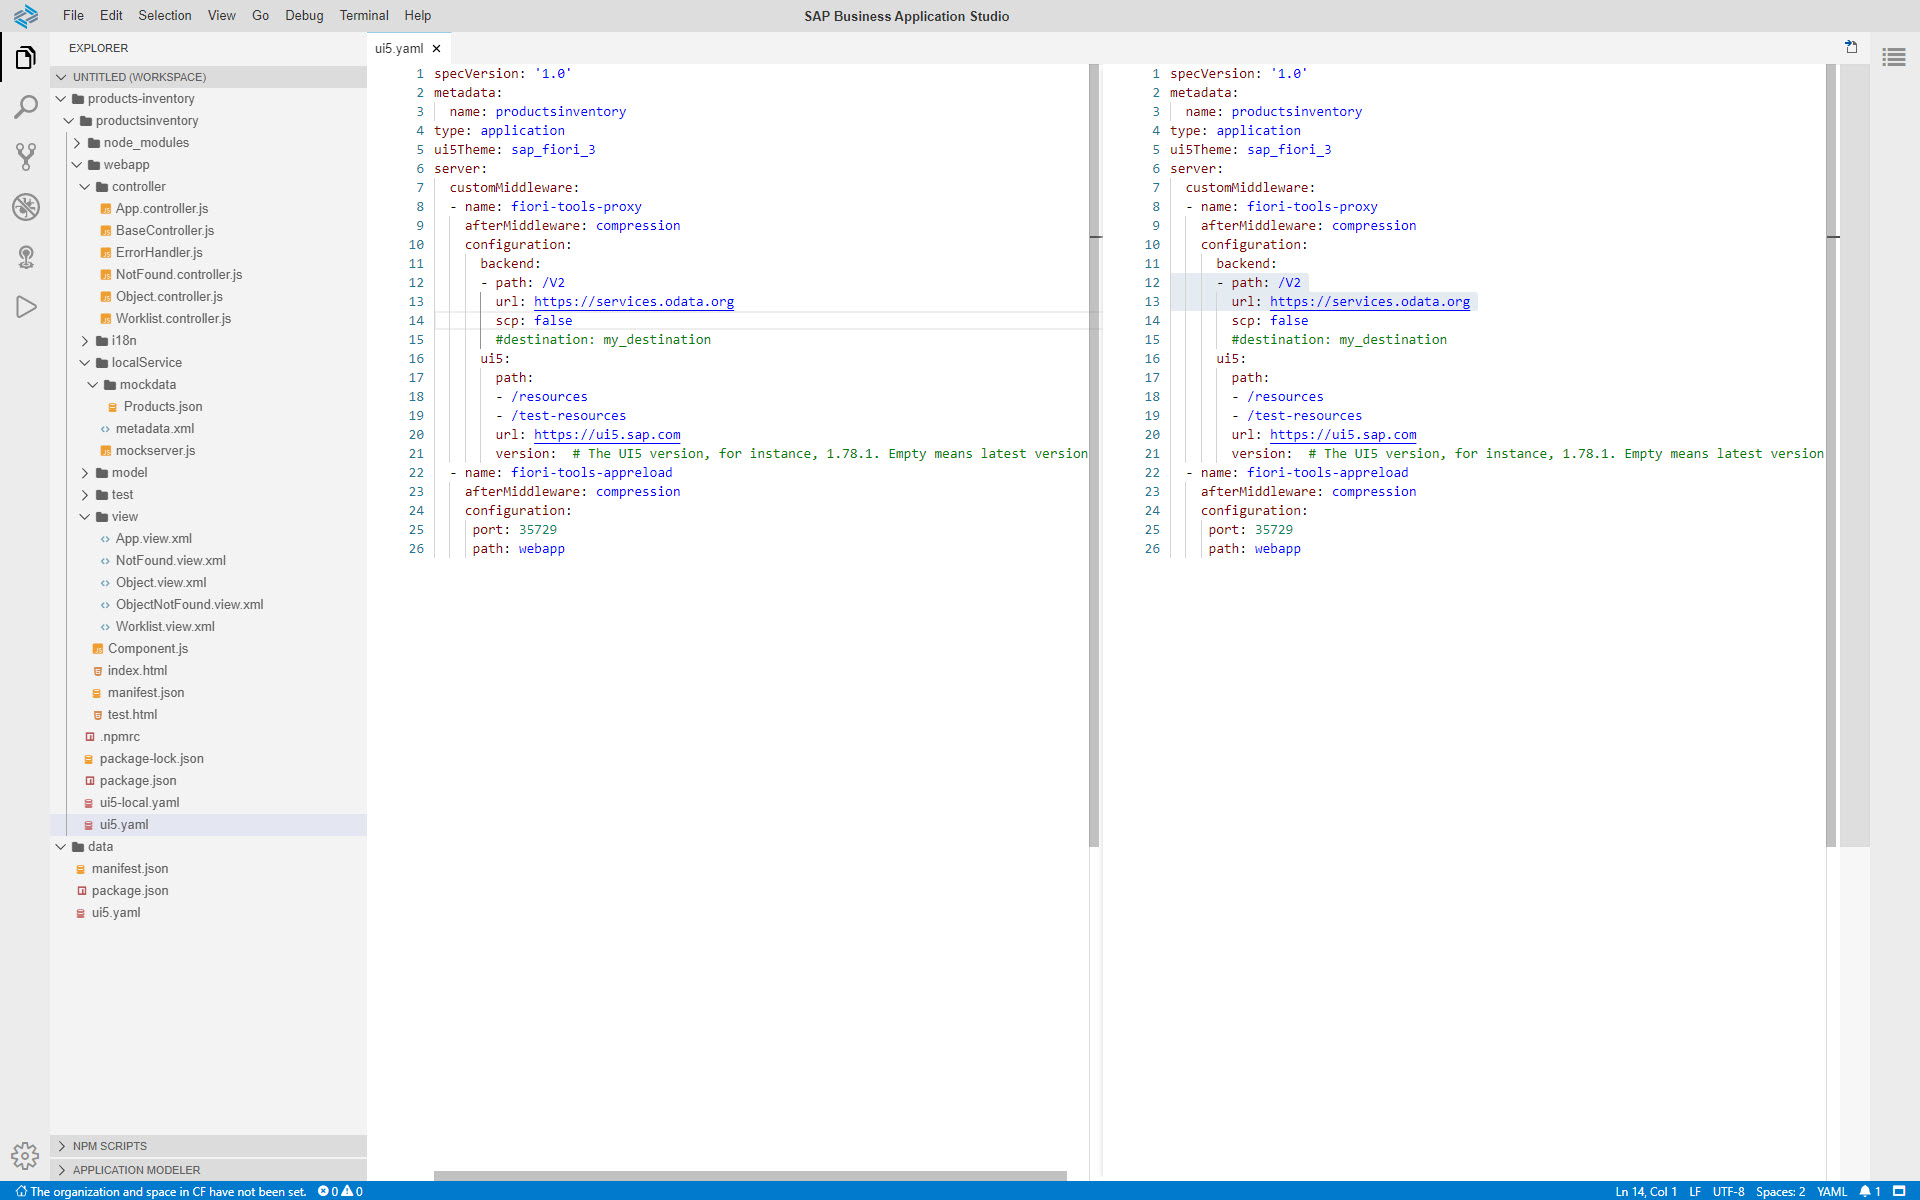 File Edit Selection View Go Debug Terminal Help
SAP Business Application Studio
EXPLORER
UNTITLED (WORKSPACE)
products-inventory
productsinventory
node_modules
webapp
controller
App.controller.js
BaseController.js
ErrorHandler.js
NotFound.controller.js
Object.controller.js
Worklist.controller.js
i18n
localService
mockdata
Products.json
metadata.xml
mockserver.js
model
test
view
App.view.xml
NotFound.view.xml
Object.view.xml
ObjectNotFound.view.xml
Worklist.view.xml
Component.js
index.html
manifest.json
test.html
.npmrc
package-lock.json
package.json
ui5-local.yaml
ui5.yaml
data
manifest.json
package.json
ui5.yaml
NPM SCRIPTS
APPLICATION MODELER
ui5.yaml
1 specVersion: '1.0'
2 metadata:
3 name: productsinventory
4 type: application
5 ui5Theme: sap_fiori_3
6 server:
7 customMiddleware:
8 - name: fiori-tools-proxy
9 afterMiddleware: compression
10 configuration:
11 backend:
12 - path: /V2
13 url: https://services.odata.org
14 scp: false
15 #destination: my_destination
16 ui5:
17 path:
18 - /resources
19 - /test-resources
20 url: https://ui5.sap.com
21 version:  # The UI5 version, for instance, 1.78.1. Empty means latest version
22 - name: fiori-tools-appreload
23 afterMiddleware: compression
24 configuration:
25 port: 35729
26 path: webapp
1 specVersion: '1.0'
2 metadata:
3 name: productsinventory
4 type: application
5 ui5Theme: sap_fiori_3
6 server:
7 customMiddleware:
8 - name: fiori-tools-proxy
9 afterMiddleware: compression
10 configuration:
11 backend:
12 - path: /V2
13 url: https://services.odata.org
14 scp: false
15 #destination: my_destination
16 ui5:
17 path:
18 - /resources
19 - /test-resources
20 url: https://ui5.sap.com
21 version:  # The UI5 version, for instance, 1.78.1. Empty means latest version
22 - name: fiori-tools-appreload
23 afterMiddleware: compression
24 configuration:
25 port: 35729
26 path: webapp
The organization and space in CF have not been set. 0 0
Ln 14, Col 1 LF UTF-8 Spaces: 2 YAML 1